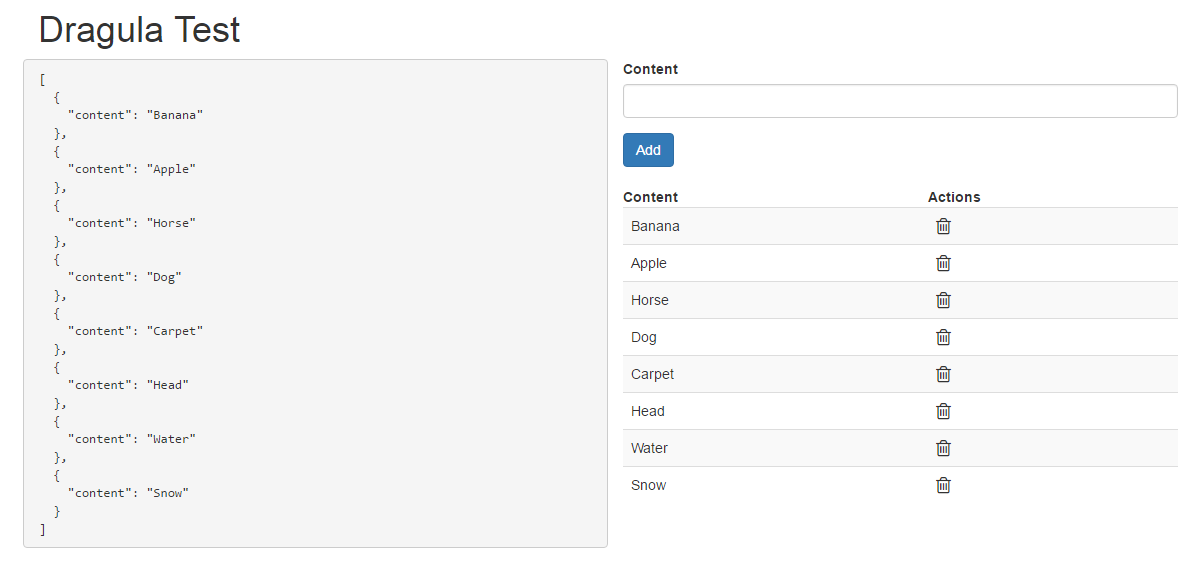 Dragula Test
[
  {
    "content": "Banana"
  },
  {
    "content": "Apple"
  },
  {
    "content": "Horse"
  },
  {
    "content": "Dog"
  },
  {
    "content": "Carpet"
  },
  {
    "content": "Head"
  },
  {
    "content": "Water"
  },
  {
    "content": "Snow"
  }
]
Content
Add
Content Actions
Banana
Apple
Horse
Dog
Carpet
Head
Water
Snow